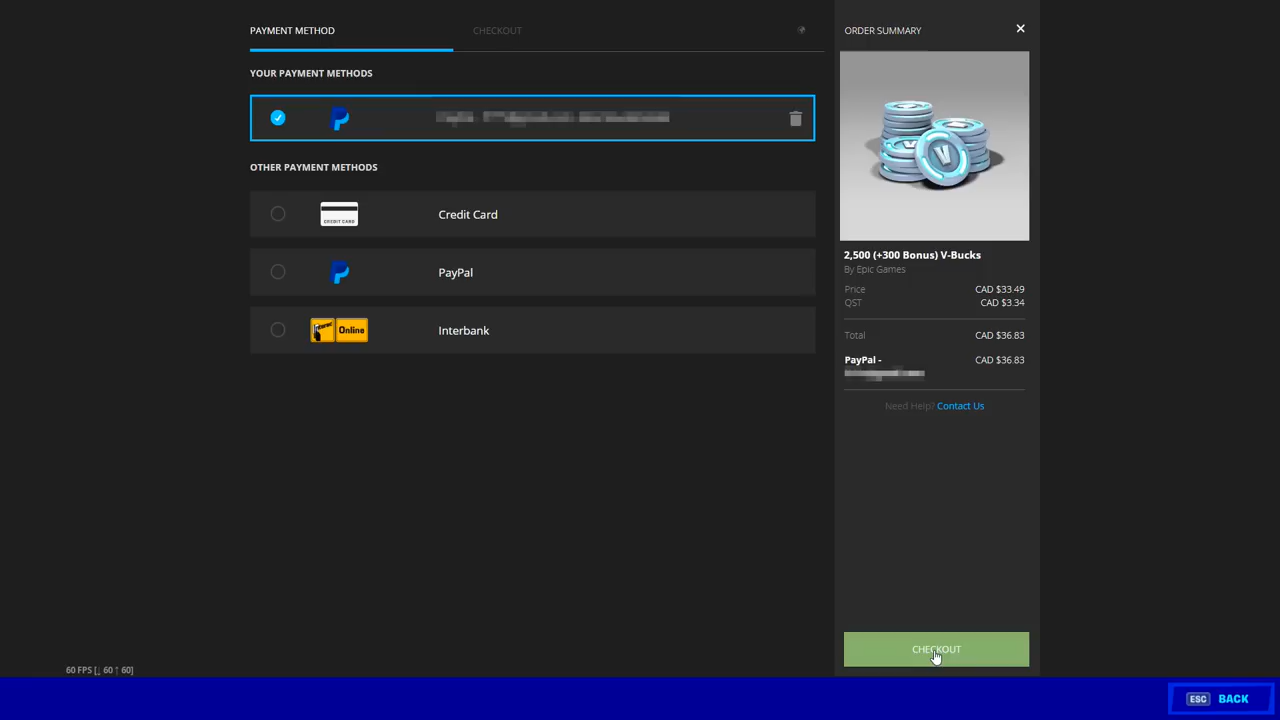 PAYMENT METHOD
CHECKOUT
YOUR PAYMENT METHODS
OTHER PAYMENT METHODS
CREDIT CARD
Credit Card
PayPal
Online
Interbank
ORDER SUMMARY
2,500 (+300 Bonus) V-Bucks
By Epic Games
Price CAD $33.49
QST CAD $3.34
Total CAD $36.83
PayPal - CAD $36.83
Need Help? Contact Us
CHECKOUT
60 FPS [↓ 60 ↑ 60]
ESC BACK